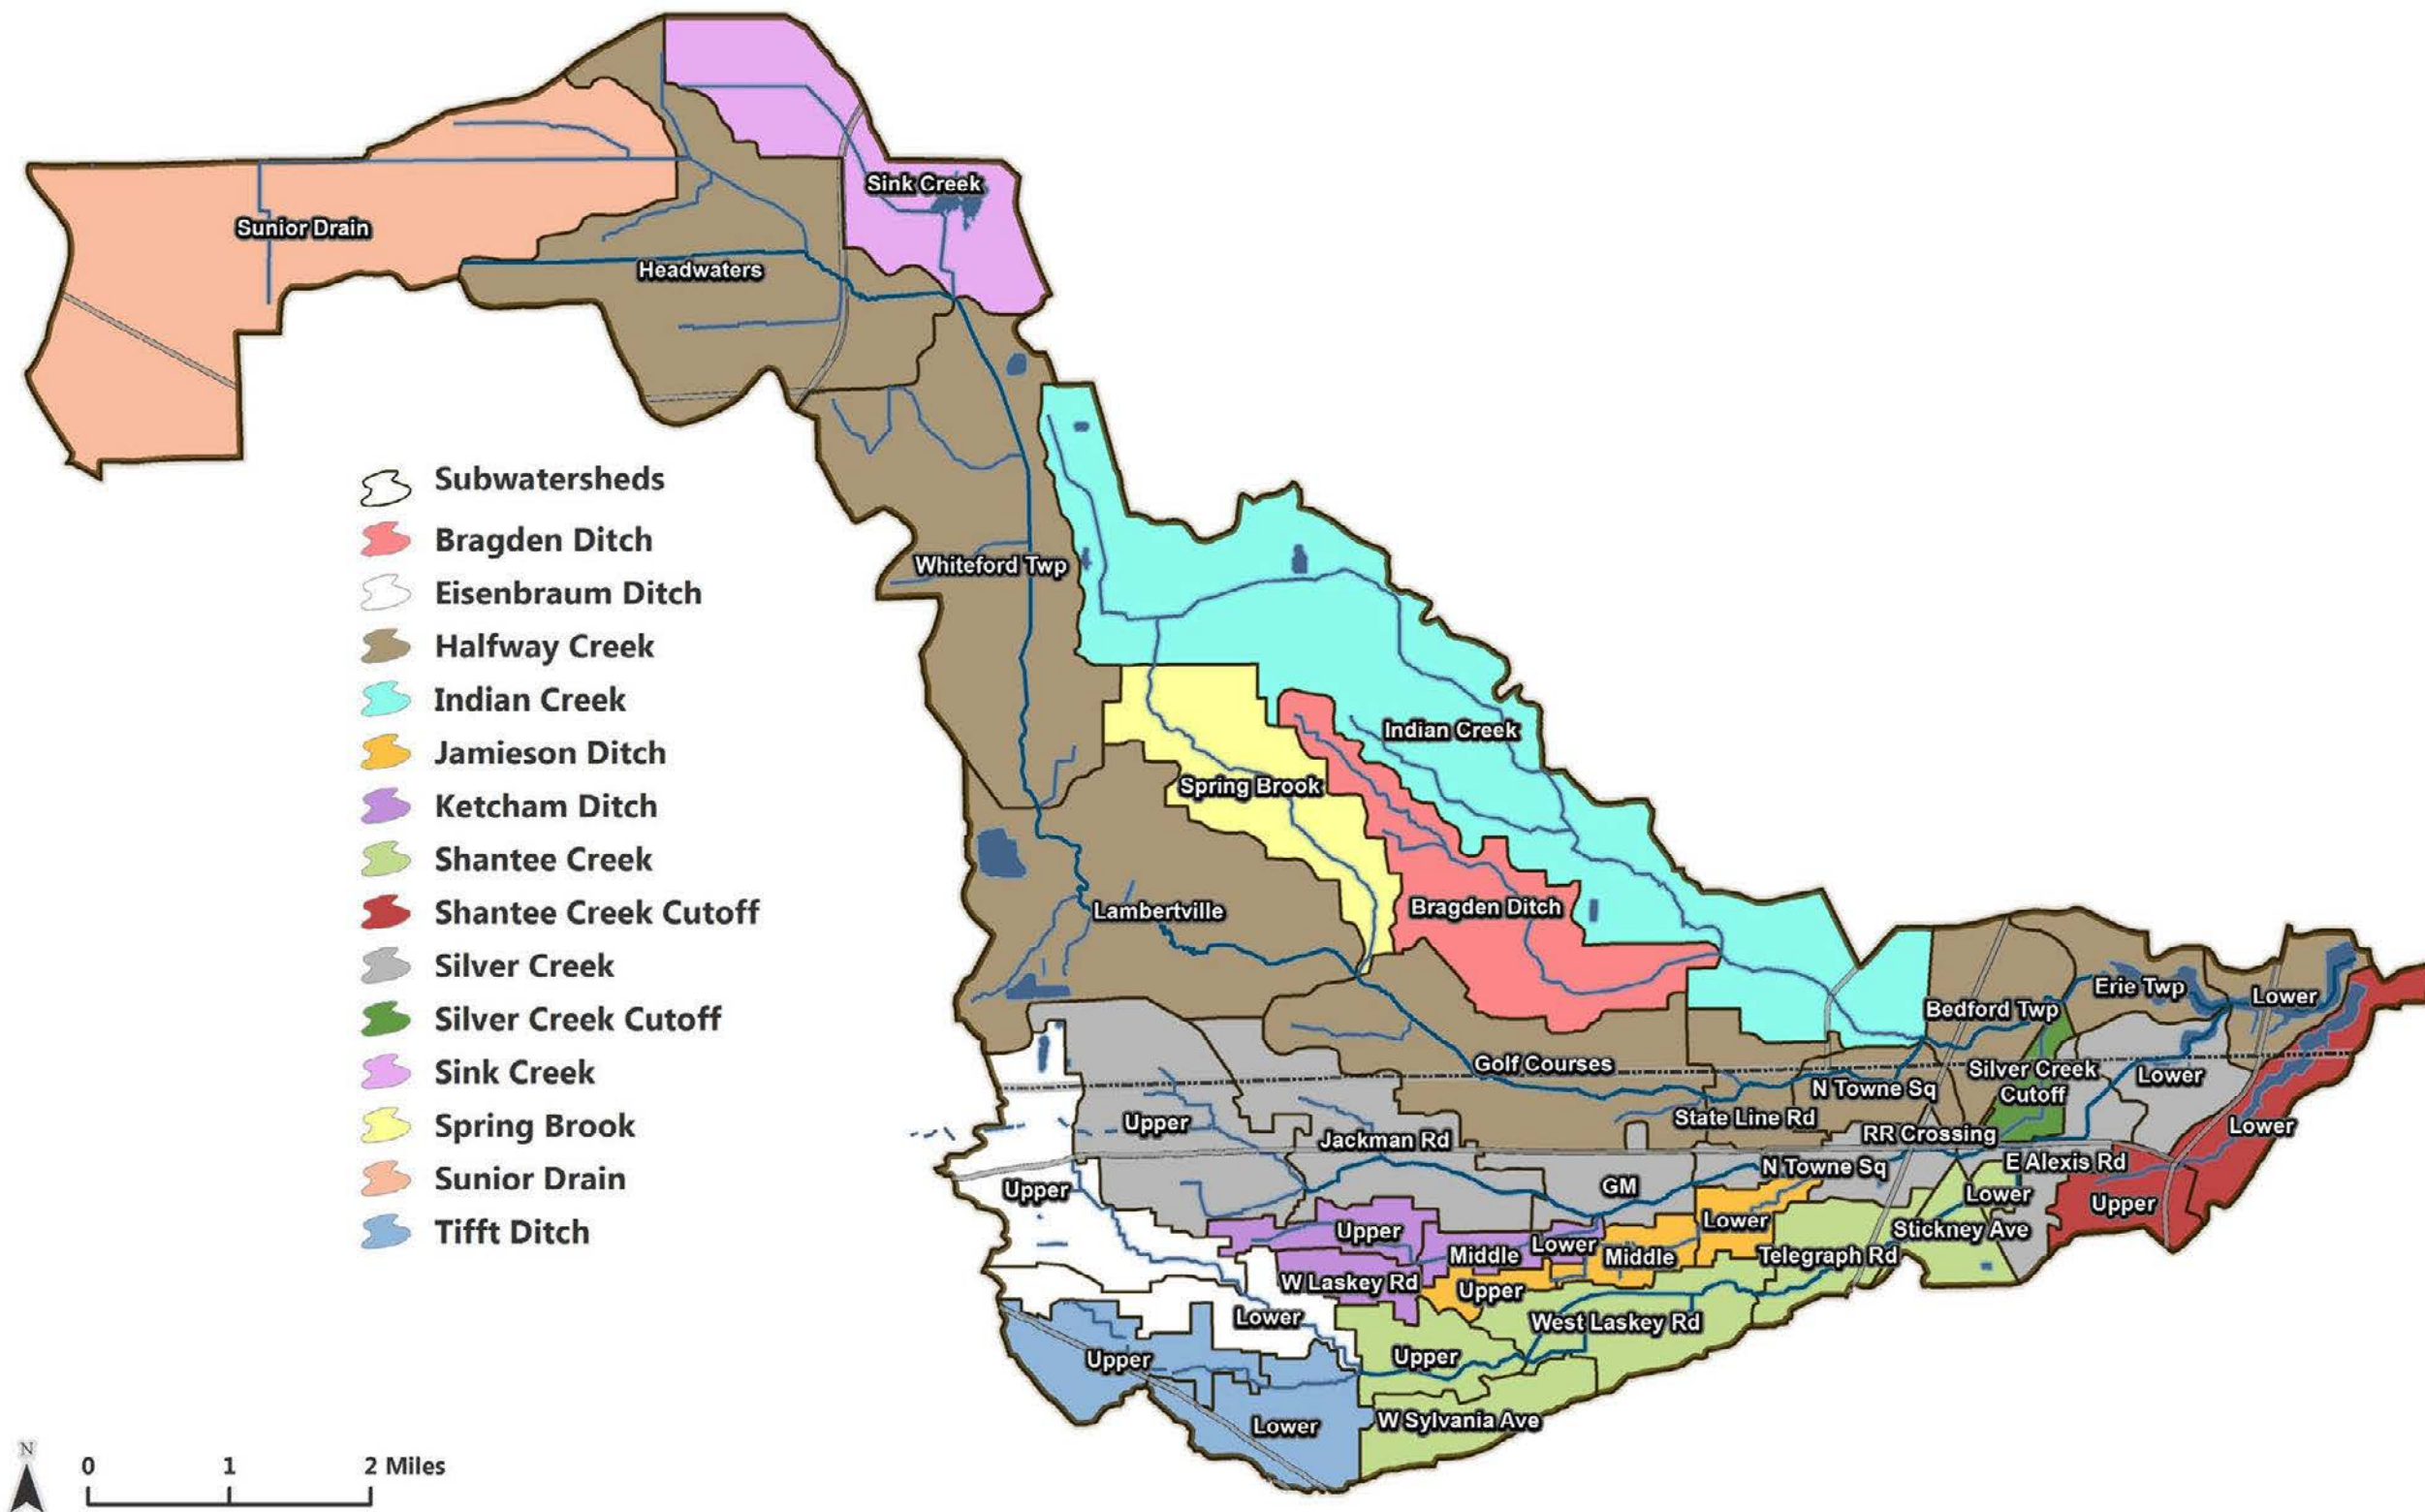 Sink Creek
Sunior Drain
Headwaters
Subwatersheds
Bragden Ditch
Eisenbraum Ditch
Halfway Creek
Indian Creek
Jamieson Ditch
Ketcham Ditch
Shantee Creek
Shantee Creek Cutoff
Silver Creek
Silver Creek Cutoff
Sink Creek
Spring Brook
Sunior Drain
Tifft Ditch
Whiteford Twp
Indian Creek
Spring Brook
Bragden Ditch
Lambertville
Erie Twp
Lower
Bedford Twp
Golf Courses
Silver Creek
Cutoff
Lower
N Towne Sq
State Line Rd
Upper
Jackman Rd
RR Crossing
Lower
N Towne Sq
E Alexis Rd
Upper
GM
Lower
Upper
Upper
Lower
Stickney Ave
Middle
Lower
Middle
Telegraph Rd
W Laskey Rd
Upper
Lower
West Laskey Rd
Upper
Upper
Lower
W Sylvania Ave
N
0 1 2 Miles